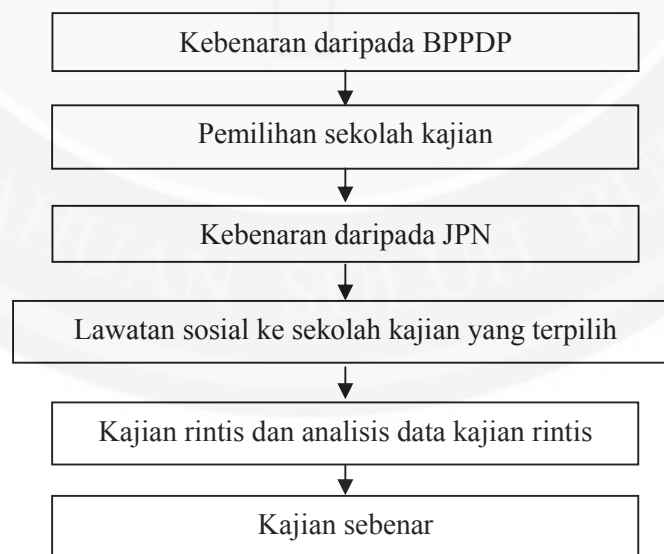 Kebenaran daripada BPPDP
Pemilihan sekolah kajian
Kebenaran daripada JPN
Lawatan sosial ke sekolah kajian yang terpilih
Kajian rintis dan analisis data kajian rintis
Kajian sebenar